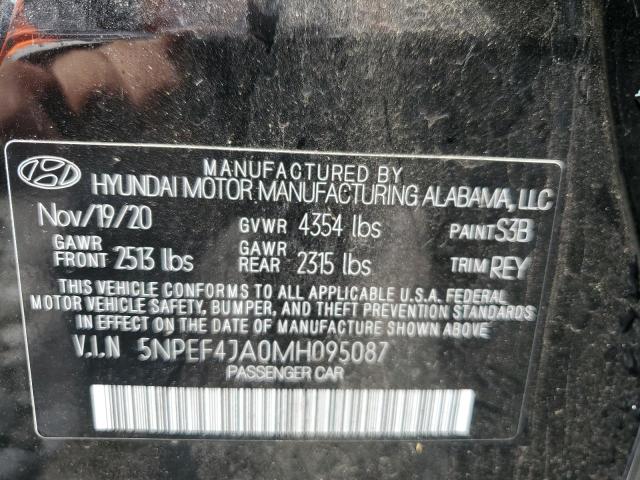 MANUFACTURED BY
HYUNDAI MOTOR MANUFACTURING ALABAMA, LLC
Nov/19/20 GVWR 4354 lbs PAINT S3B
GAWR FRONT 2513 lbs GAWR REAR 2315 lbs TRIM REY
THIS VEHICLE CONFORMS TO ALL APPLICABLE U.S.A. FEDERAL
MOTOR VEHICLE SAFETY, BUMPER, AND THEFT PREVENTION STANDARDS
IN EFFECT ON THE DATE OF MANUFACTURE SHOWN ABOVE.
V.I.N 5NPEF4JA0MH095087
PASSENGER CAR